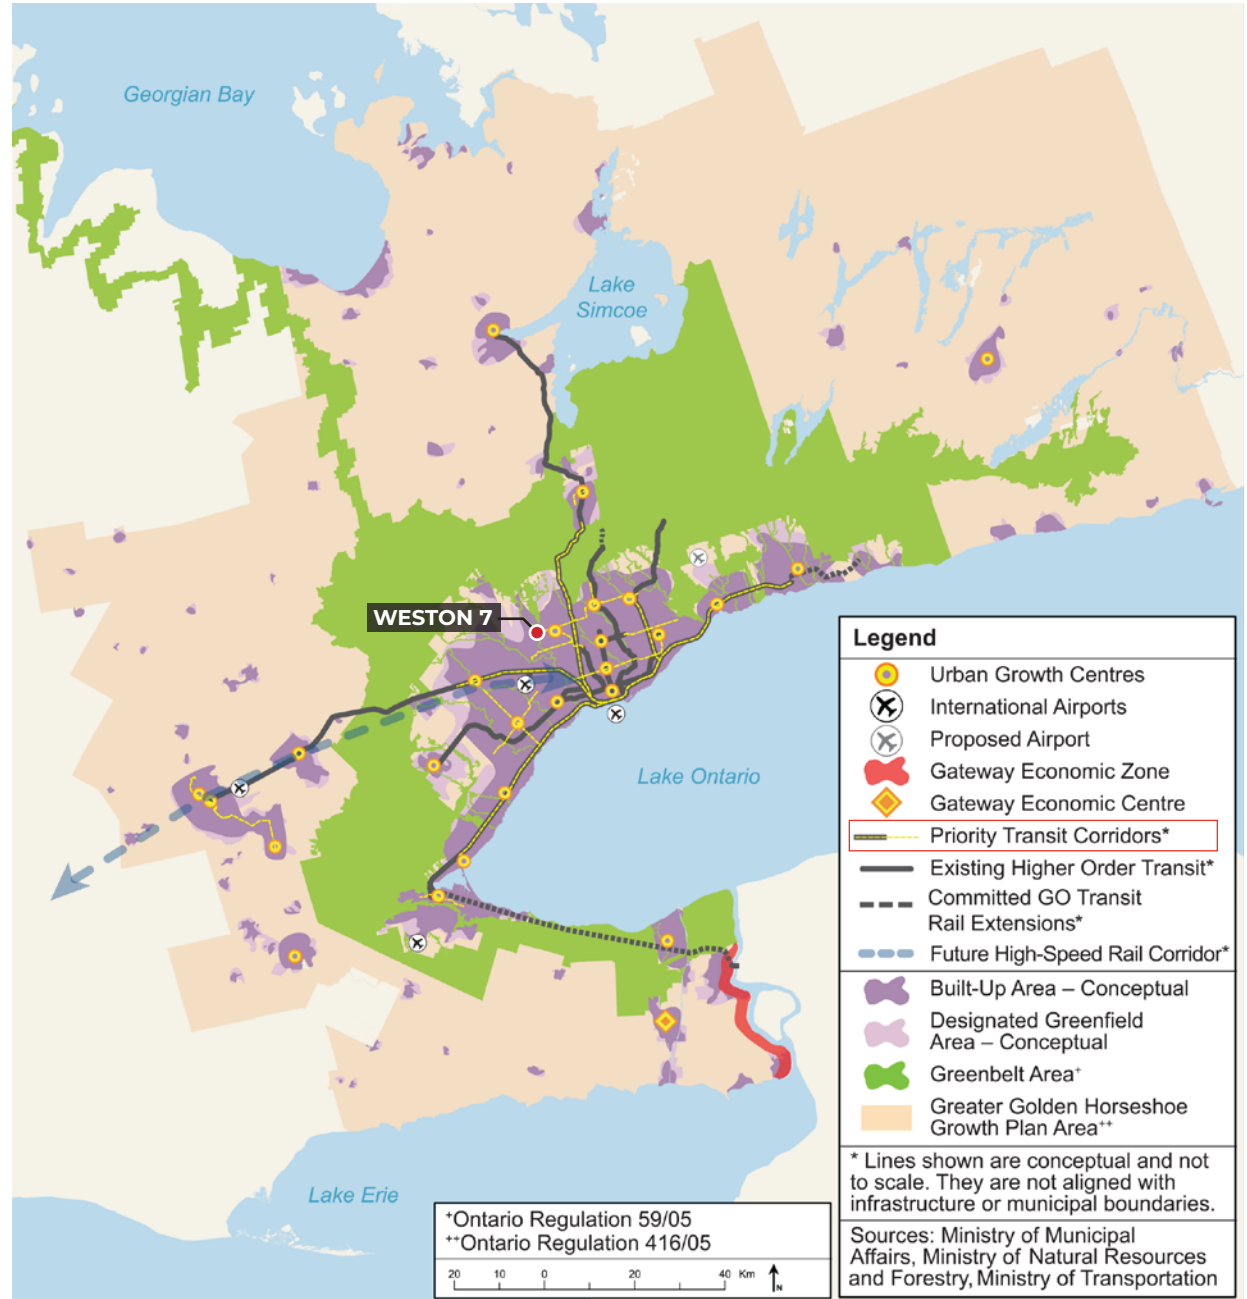 Georgian Bay
Lake
Simcoe
WESTON 7
Lake Ontario
Lake Erie
Legend
Urban Growth Centres
International Airports
Proposed Airport
Gateway Economic Zone
Gateway Economic Centre
Priority Transit Corridors*
Existing Higher Order Transit*
Committed GO Transit
Rail Extensions*
Future High-Speed Rail Corridor*
Built-Up Area – Conceptual
Designated Greenfield
Area – Conceptual
Greenbelt Area+
Greater Golden Horseshoe
Growth Plan Area++
* Lines shown are conceptual and not
to scale. They are not aligned with
infrastructure or municipal boundaries.
Sources: Ministry of Municipal
Affairs, Ministry of Natural Resources
and Forestry, Ministry of Transportation
+Ontario Regulation 59/05
++Ontario Regulation 416/05
20 10 0 20 40 Km
N